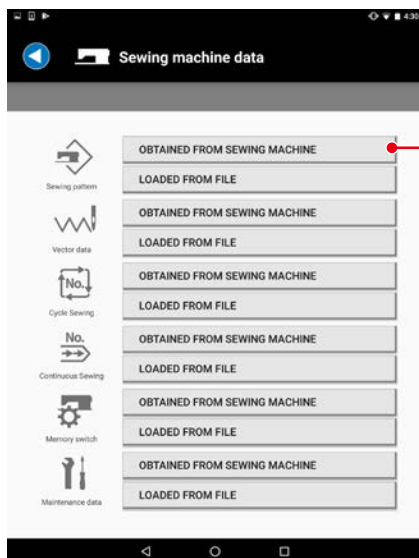 4:30
Sewing machine data
OBTAINED FROM SEWING MACHINE
LOADED FROM FILE
Sewing pattern
OBTAINED FROM SEWING MACHINE
LOADED FROM FILE
Vector data
OBTAINED FROM SEWING MACHINE
No.
LOADED FROM FILE
Cycle Sewing
OBTAINED FROM SEWING MACHINE
No.
LOADED FROM FILE
Continuous Sewing
OBTAINED FROM SEWING MACHINE
LOADED FROM FILE
Memory switch
OBTAINED FROM SEWING MACHINE
LOADED FROM FILE
Maintenance data